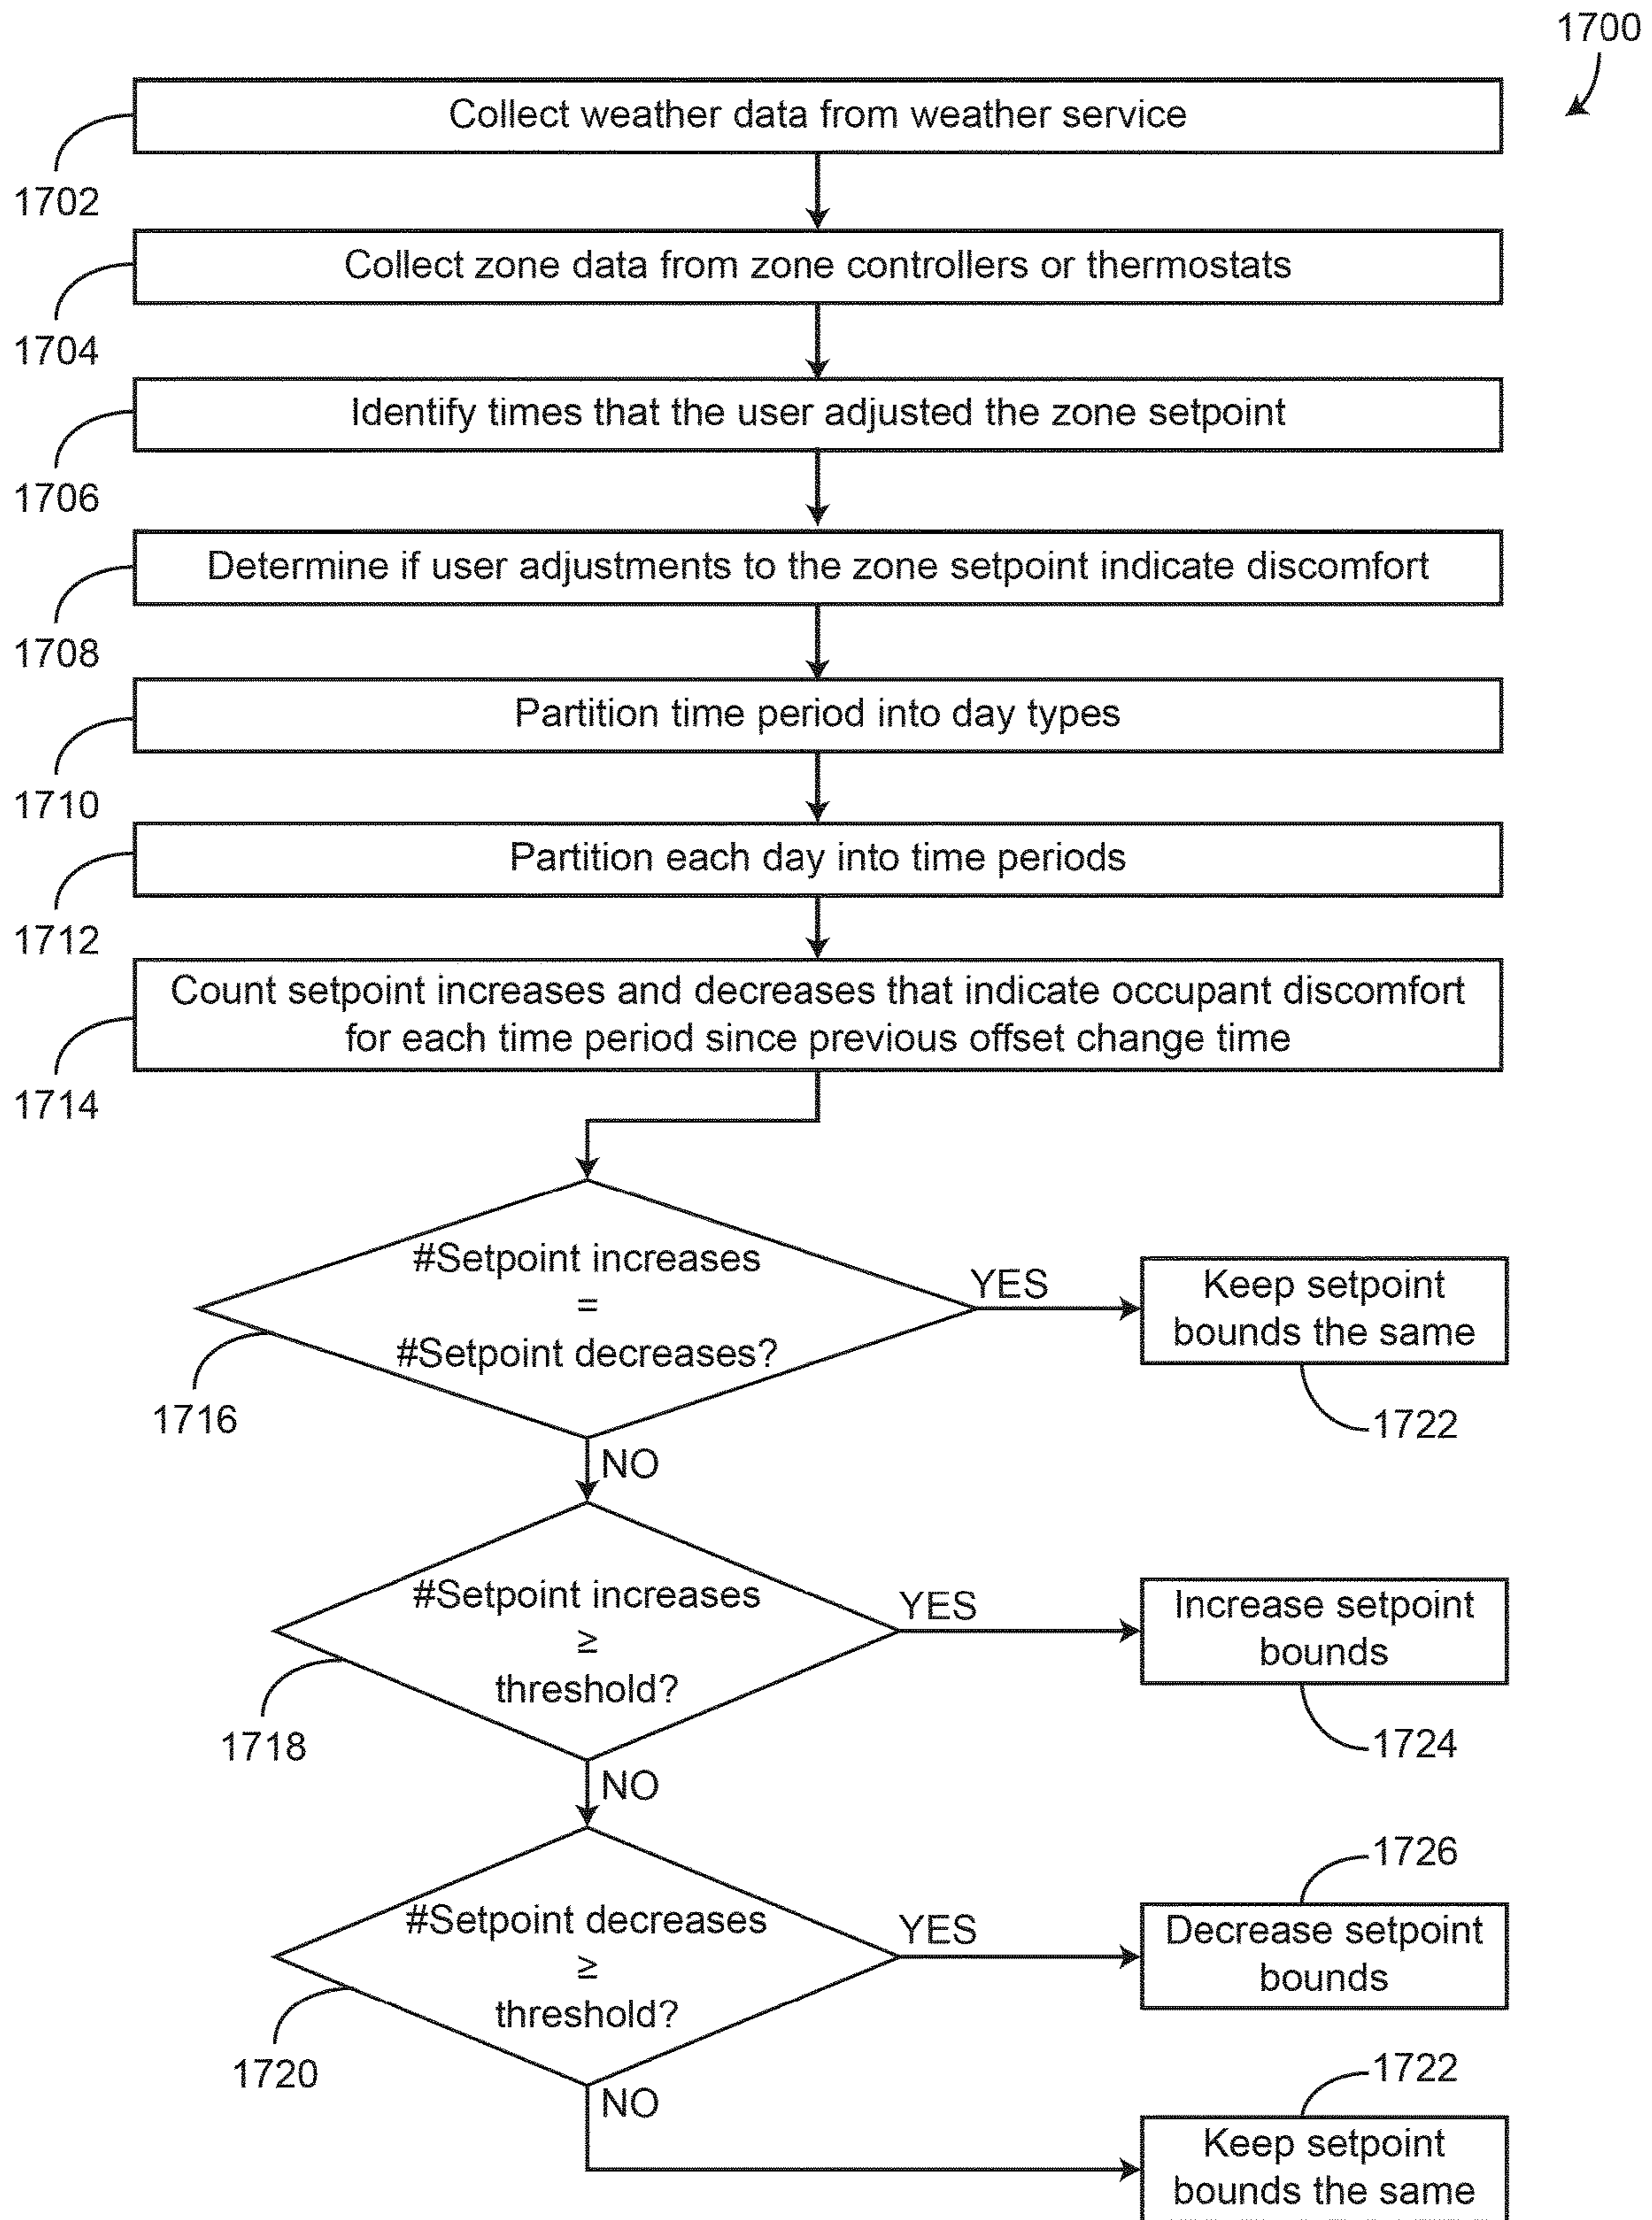 1700
Collect weather data from weather service
1702
Collect zone data from zone controllers or thermostats
1704
Identify times that the user adjusted the zone setpoint
1706
Determine if user adjustments to the zone setpoint indicate discomfort
1708
Partition time period into day types
1710
Partition each day into time periods
1712
Count setpoint increases and decreases that indicate occupant discomfort
for each time period since previous offset change time
1714
#Setpoint increases
=
#Setpoint decreases?
1716
YES
Keep setpoint
bounds the same
1722
NO
#Setpoint increases
≥
threshold?
1718
YES
Increase setpoint
bounds
1724
NO
#Setpoint decreases
≥
threshold?
1720
YES
1726
Decrease setpoint
bounds
NO
1722
Keep setpoint
bounds the same